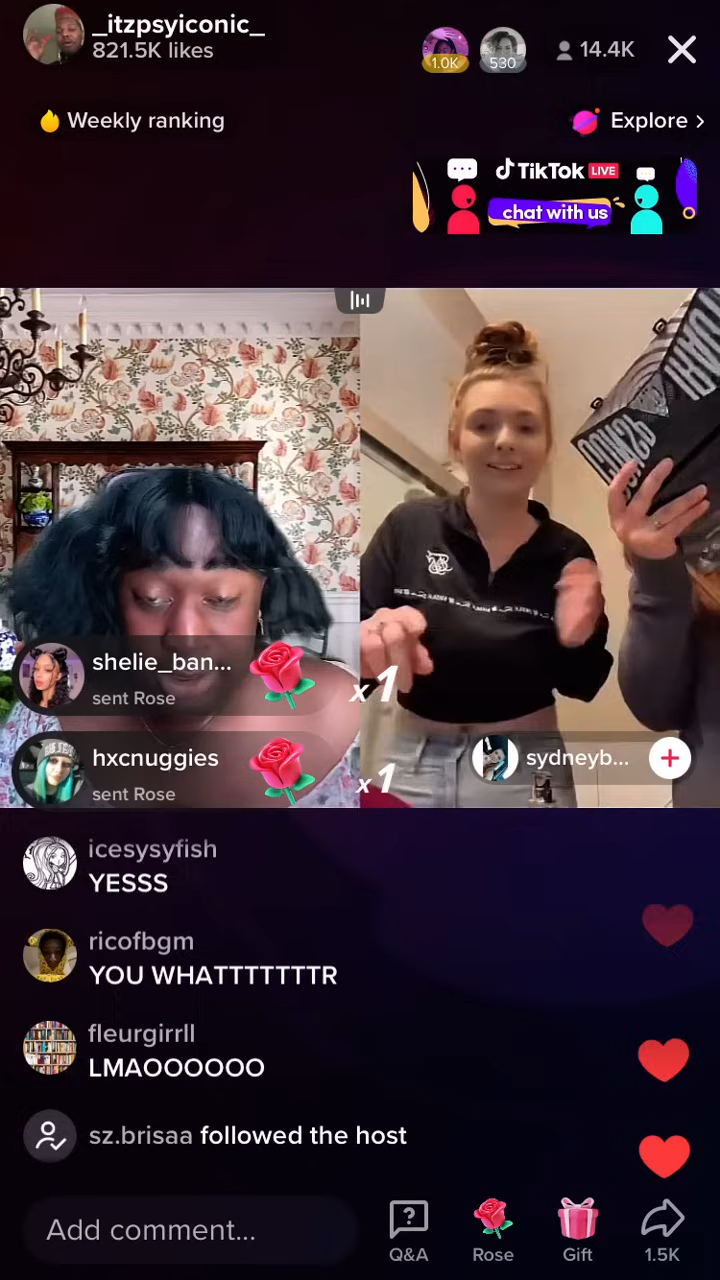 _itzpsyiconic_
821.5K likes
1.0K
530
14.4K
Weekly ranking
Explore
TikTok LIVE
chat with us
shelie_ban...
sent Rose
x1
hxcnuggies
sent Rose
x1
sydneyb...
icesysyfish
YESSS
ricofbgm
YOU WHATTTTTTTR
fleurgirrll
LMAOOOOOO
sz.brisaa followed the host
Add comment...
Q&A
Rose
Gift
1.5K